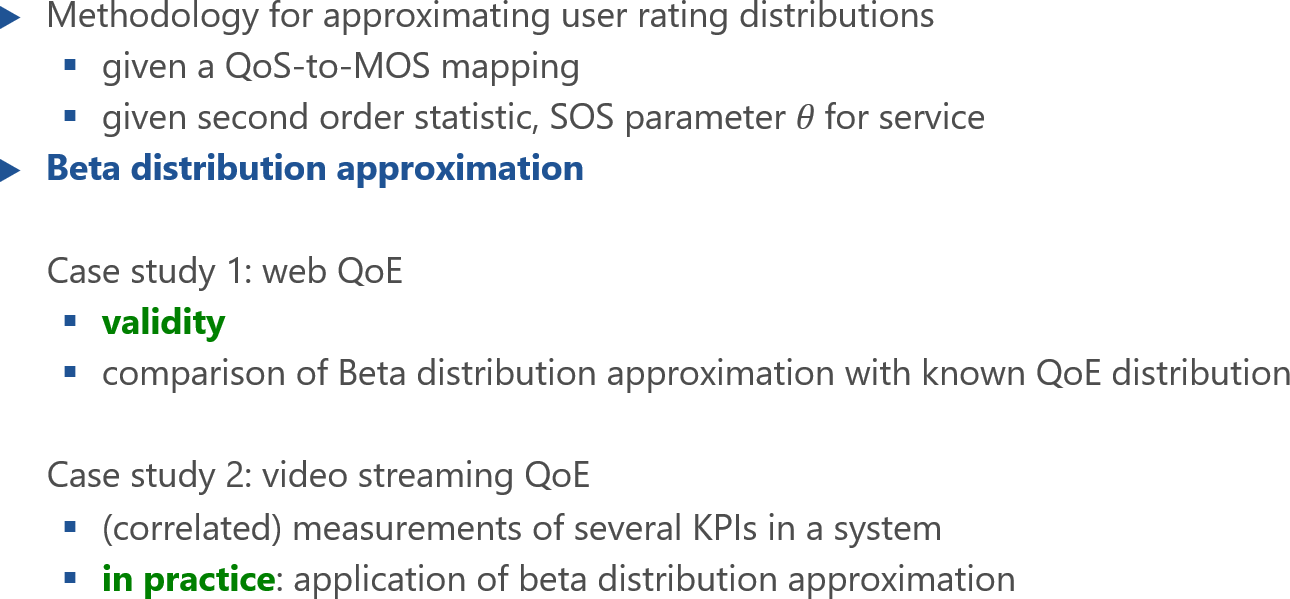 Methodology for approximating user rating distributions
given a QoS-to-MOS mapping
given second order statistic, SOS parameter θ for service
Beta distribution approximation
Case study 1: web QoE
validity
comparison of Beta distribution approximation with known QoE distribution
Case study 2: video streaming QoE
(correlated) measurements of several KPIs in a system
in practice: application of beta distribution approximation